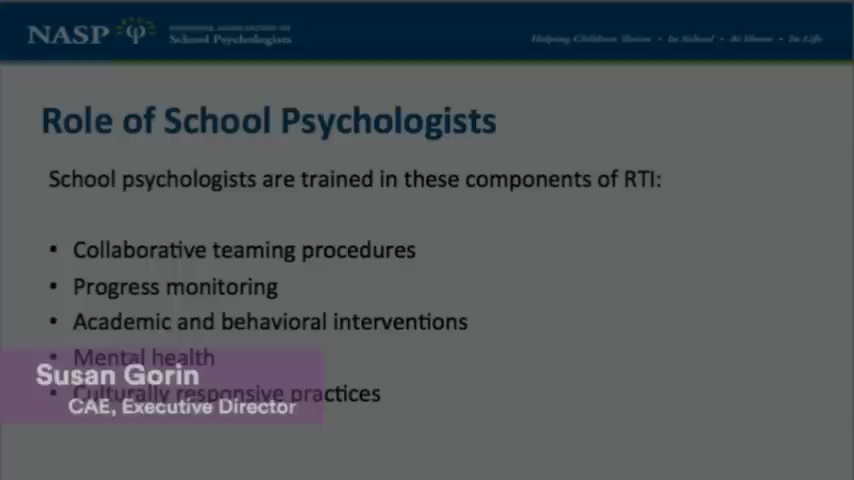 NASP NATIONAL ASSOCIATION OF
School Psychologists
Helping Children Thrive • In School • At Home • In Life
Role of School Psychologists
School psychologists are trained in these components of RTI:
• Collaborative teaming procedures
• Progress monitoring
• Academic and behavioral interventions
• Mental health
• Culturally responsive practices
Susan Gorin
CAE, Executive Director